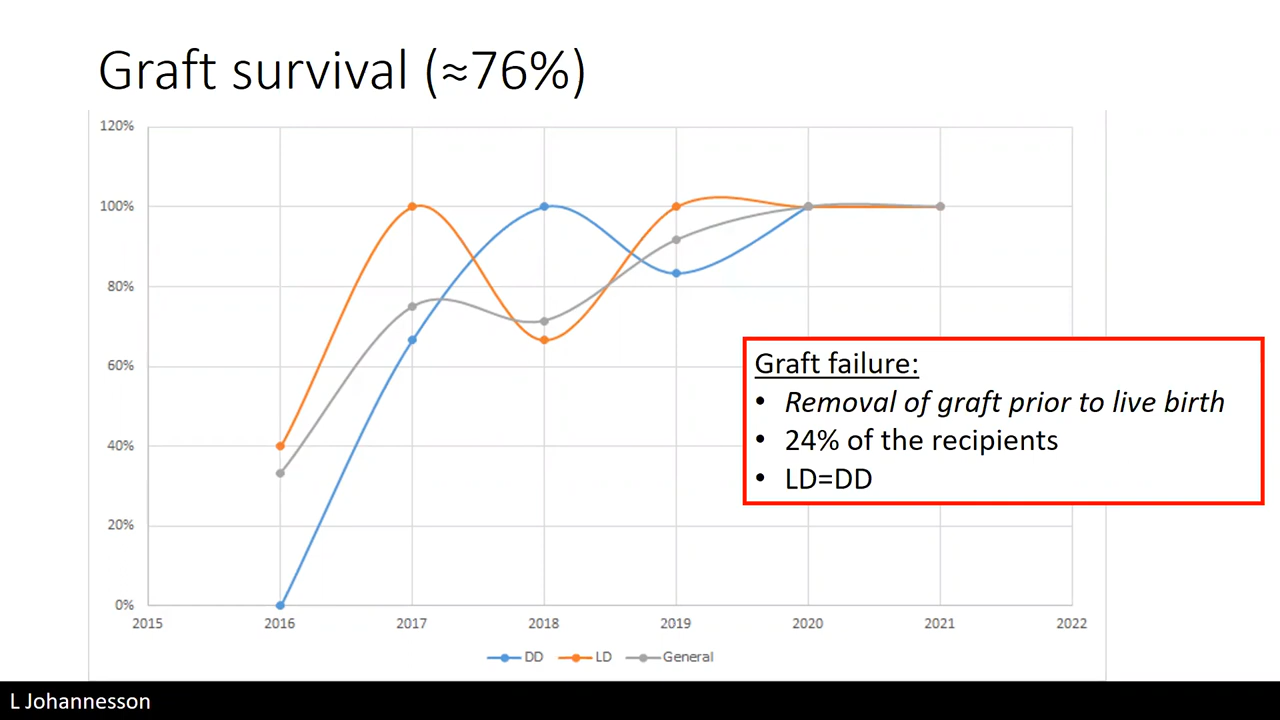 Graft survival (≈76%)
120%
100%
80%
60%
40%
20%
0%
2015 2016 2017 2018 2019 2020 2021 2022
DD LD General
Graft failure:
• Removal of graft prior to live birth
• 24% of the recipients
• LD=DD
L Johannesson